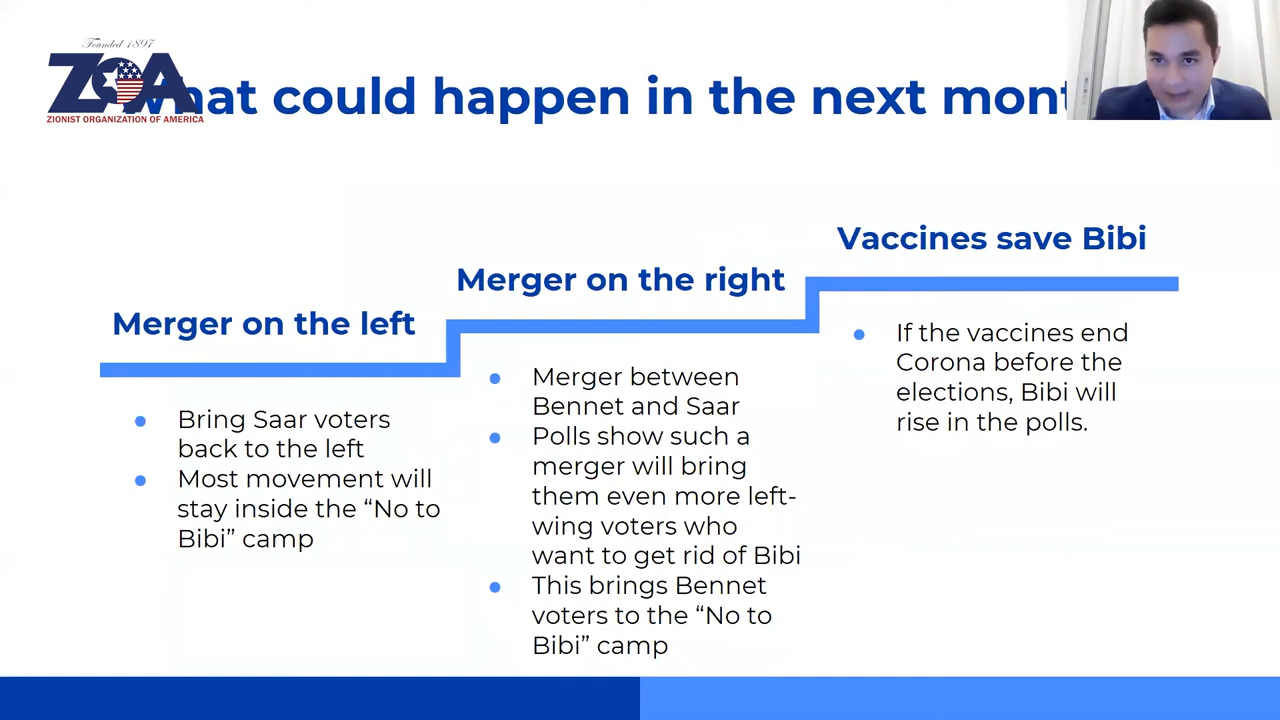 Founded 1897
ZOA
ZIONIST ORGANIZATION OF AMERICA
What could happen in the next mont
Merger on the left
Bring Saar voters
back to the left
Most movement will
stay inside the “No to
Bibi” camp
Merger on the right
Merger between
Bennet and Saar
Polls show such a
merger will bring
them even more left-
wing voters who
want to get rid of Bibi
This brings Bennet
voters to the “No to
Bibi” camp
Vaccines save Bibi
If the vaccines end
Corona before the
elections, Bibi will
rise in the polls.